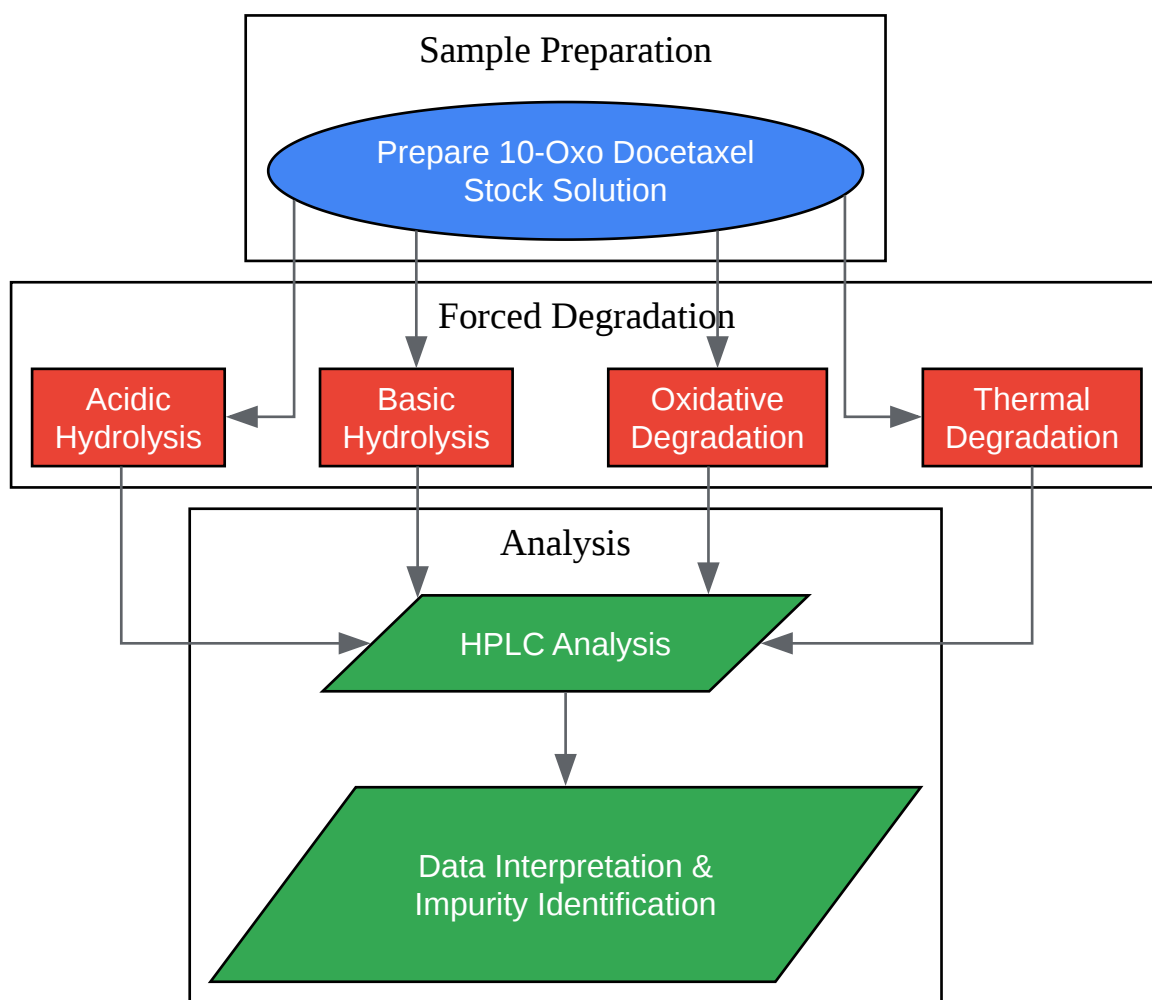 Sample Preparation
Prepare 10-Oxo Docetaxel
Stock Solution
Forced Degradation
Acidic
Hydrolysis
Basic
Hydrolysis
Oxidative
Degradation
Thermal
Degradation
Analysis
HPLC Analysis
Data Interpretation &
Impurity Identification